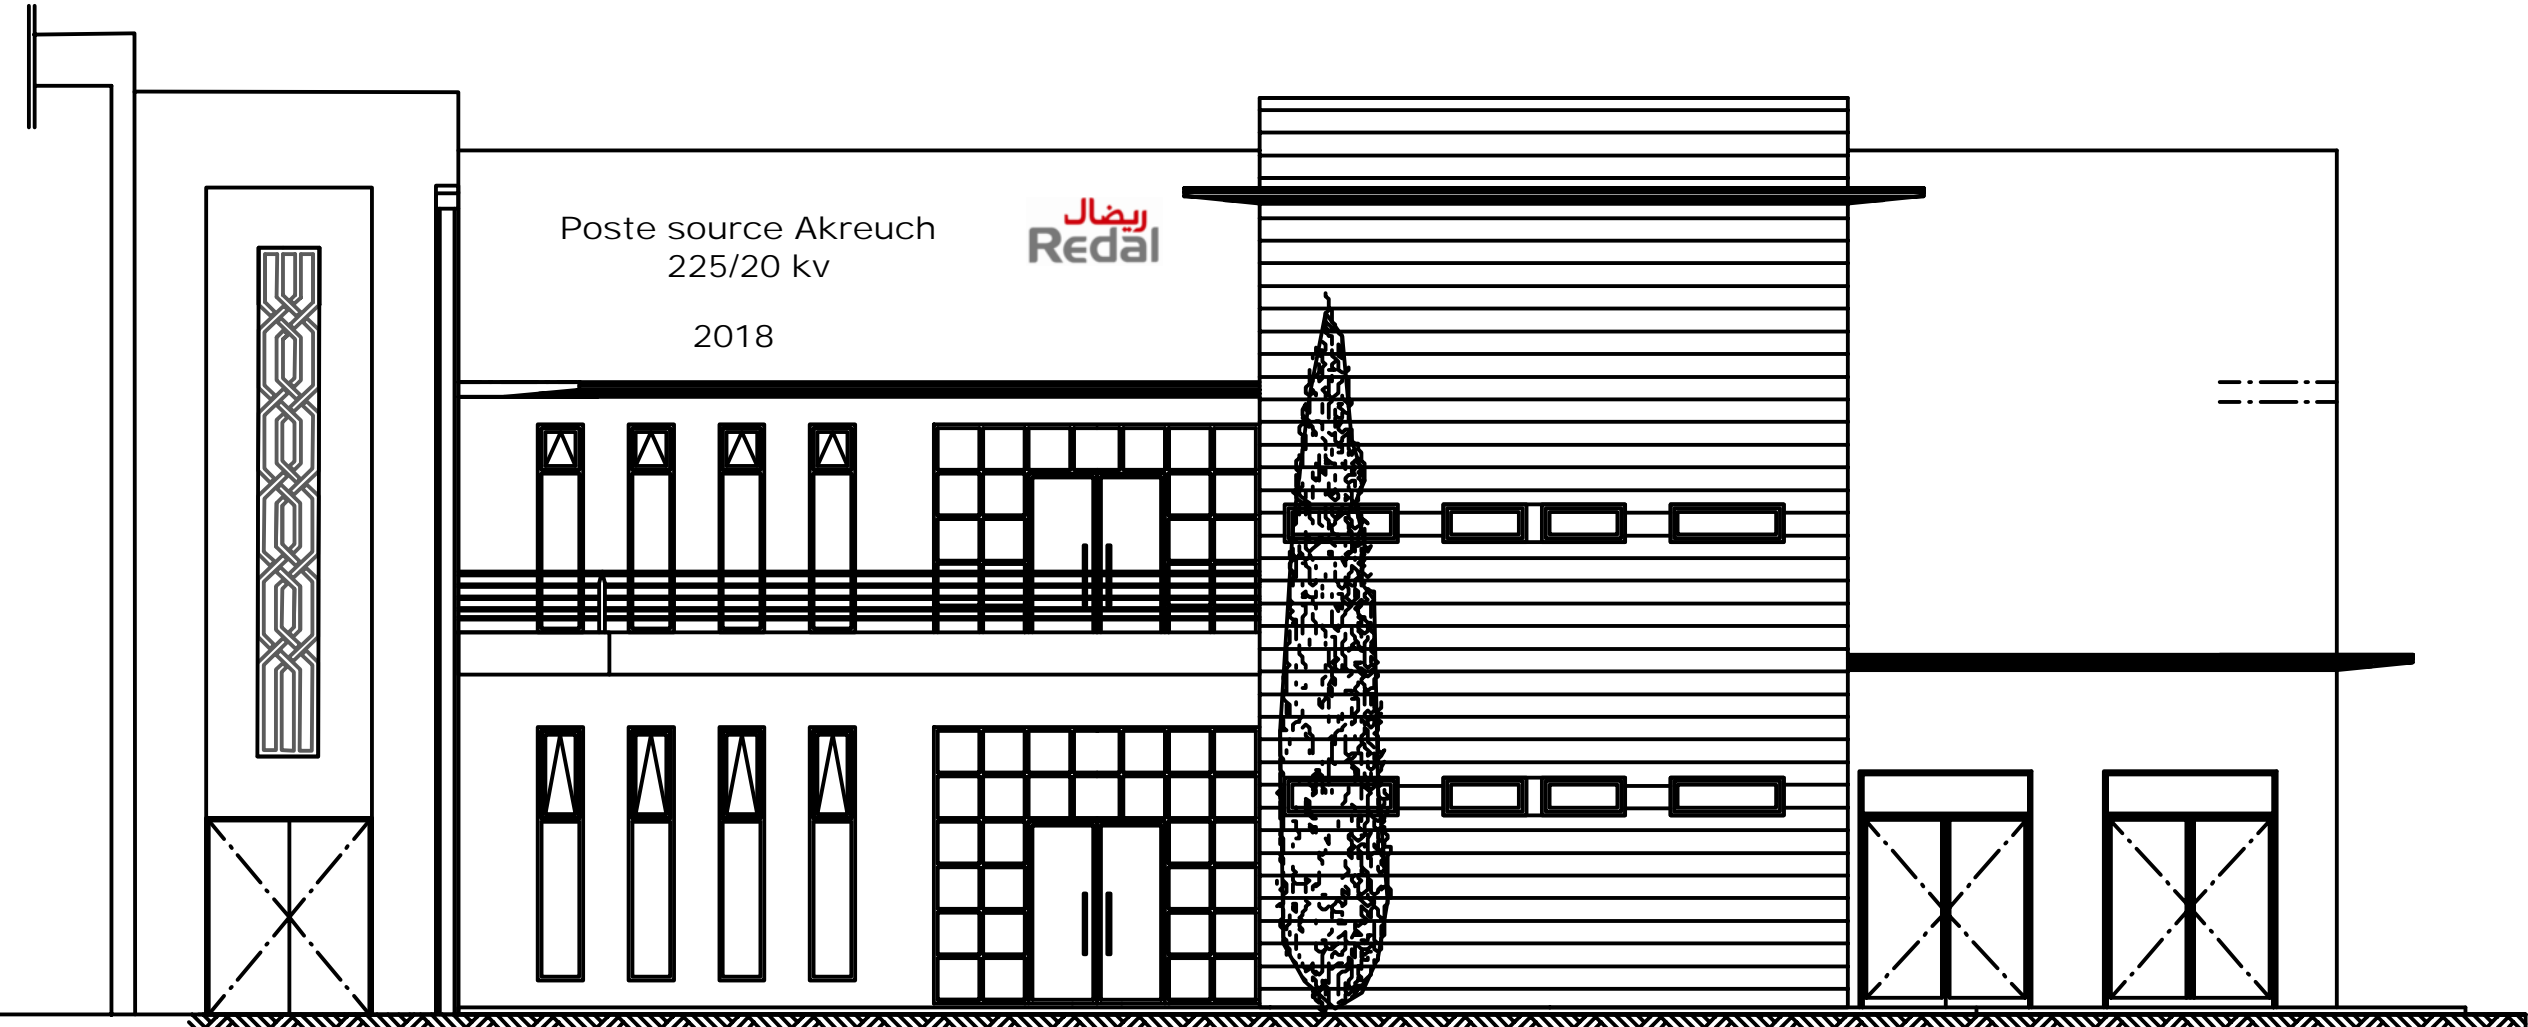 Poste source Akreuch
225/20 kv
2018
ريضال
Redal